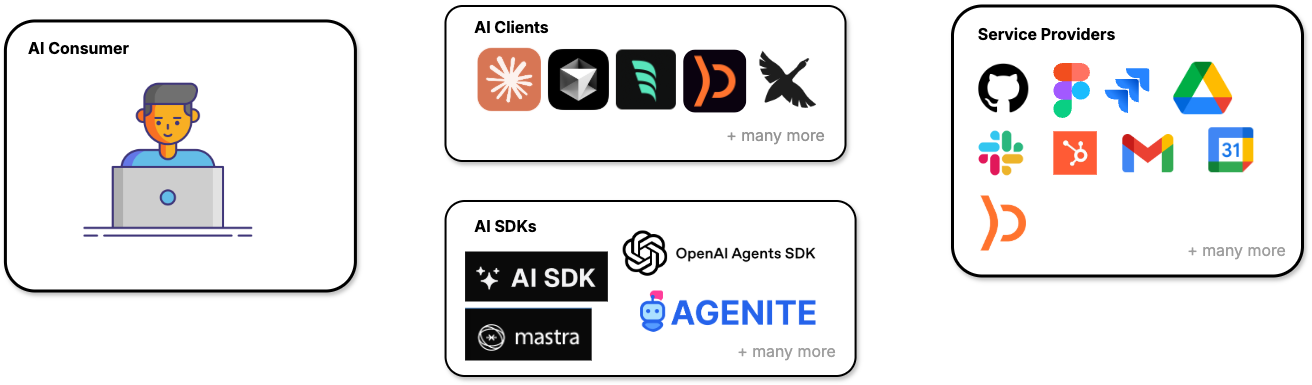 AI Consumer
AI Clients
+ many more
AI SDKs
OpenAI Agents SDK
AI SDK
AGENITE
mastra
+ many more
Service Providers
31
+ many more